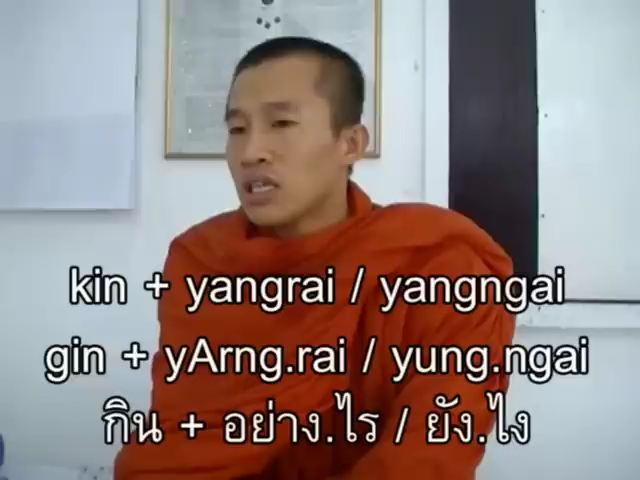 kin + yangrai / yangngai
gin + yArng.rai / yung.ngai
กิน + อย่าง.ไร / ยัง.ไง